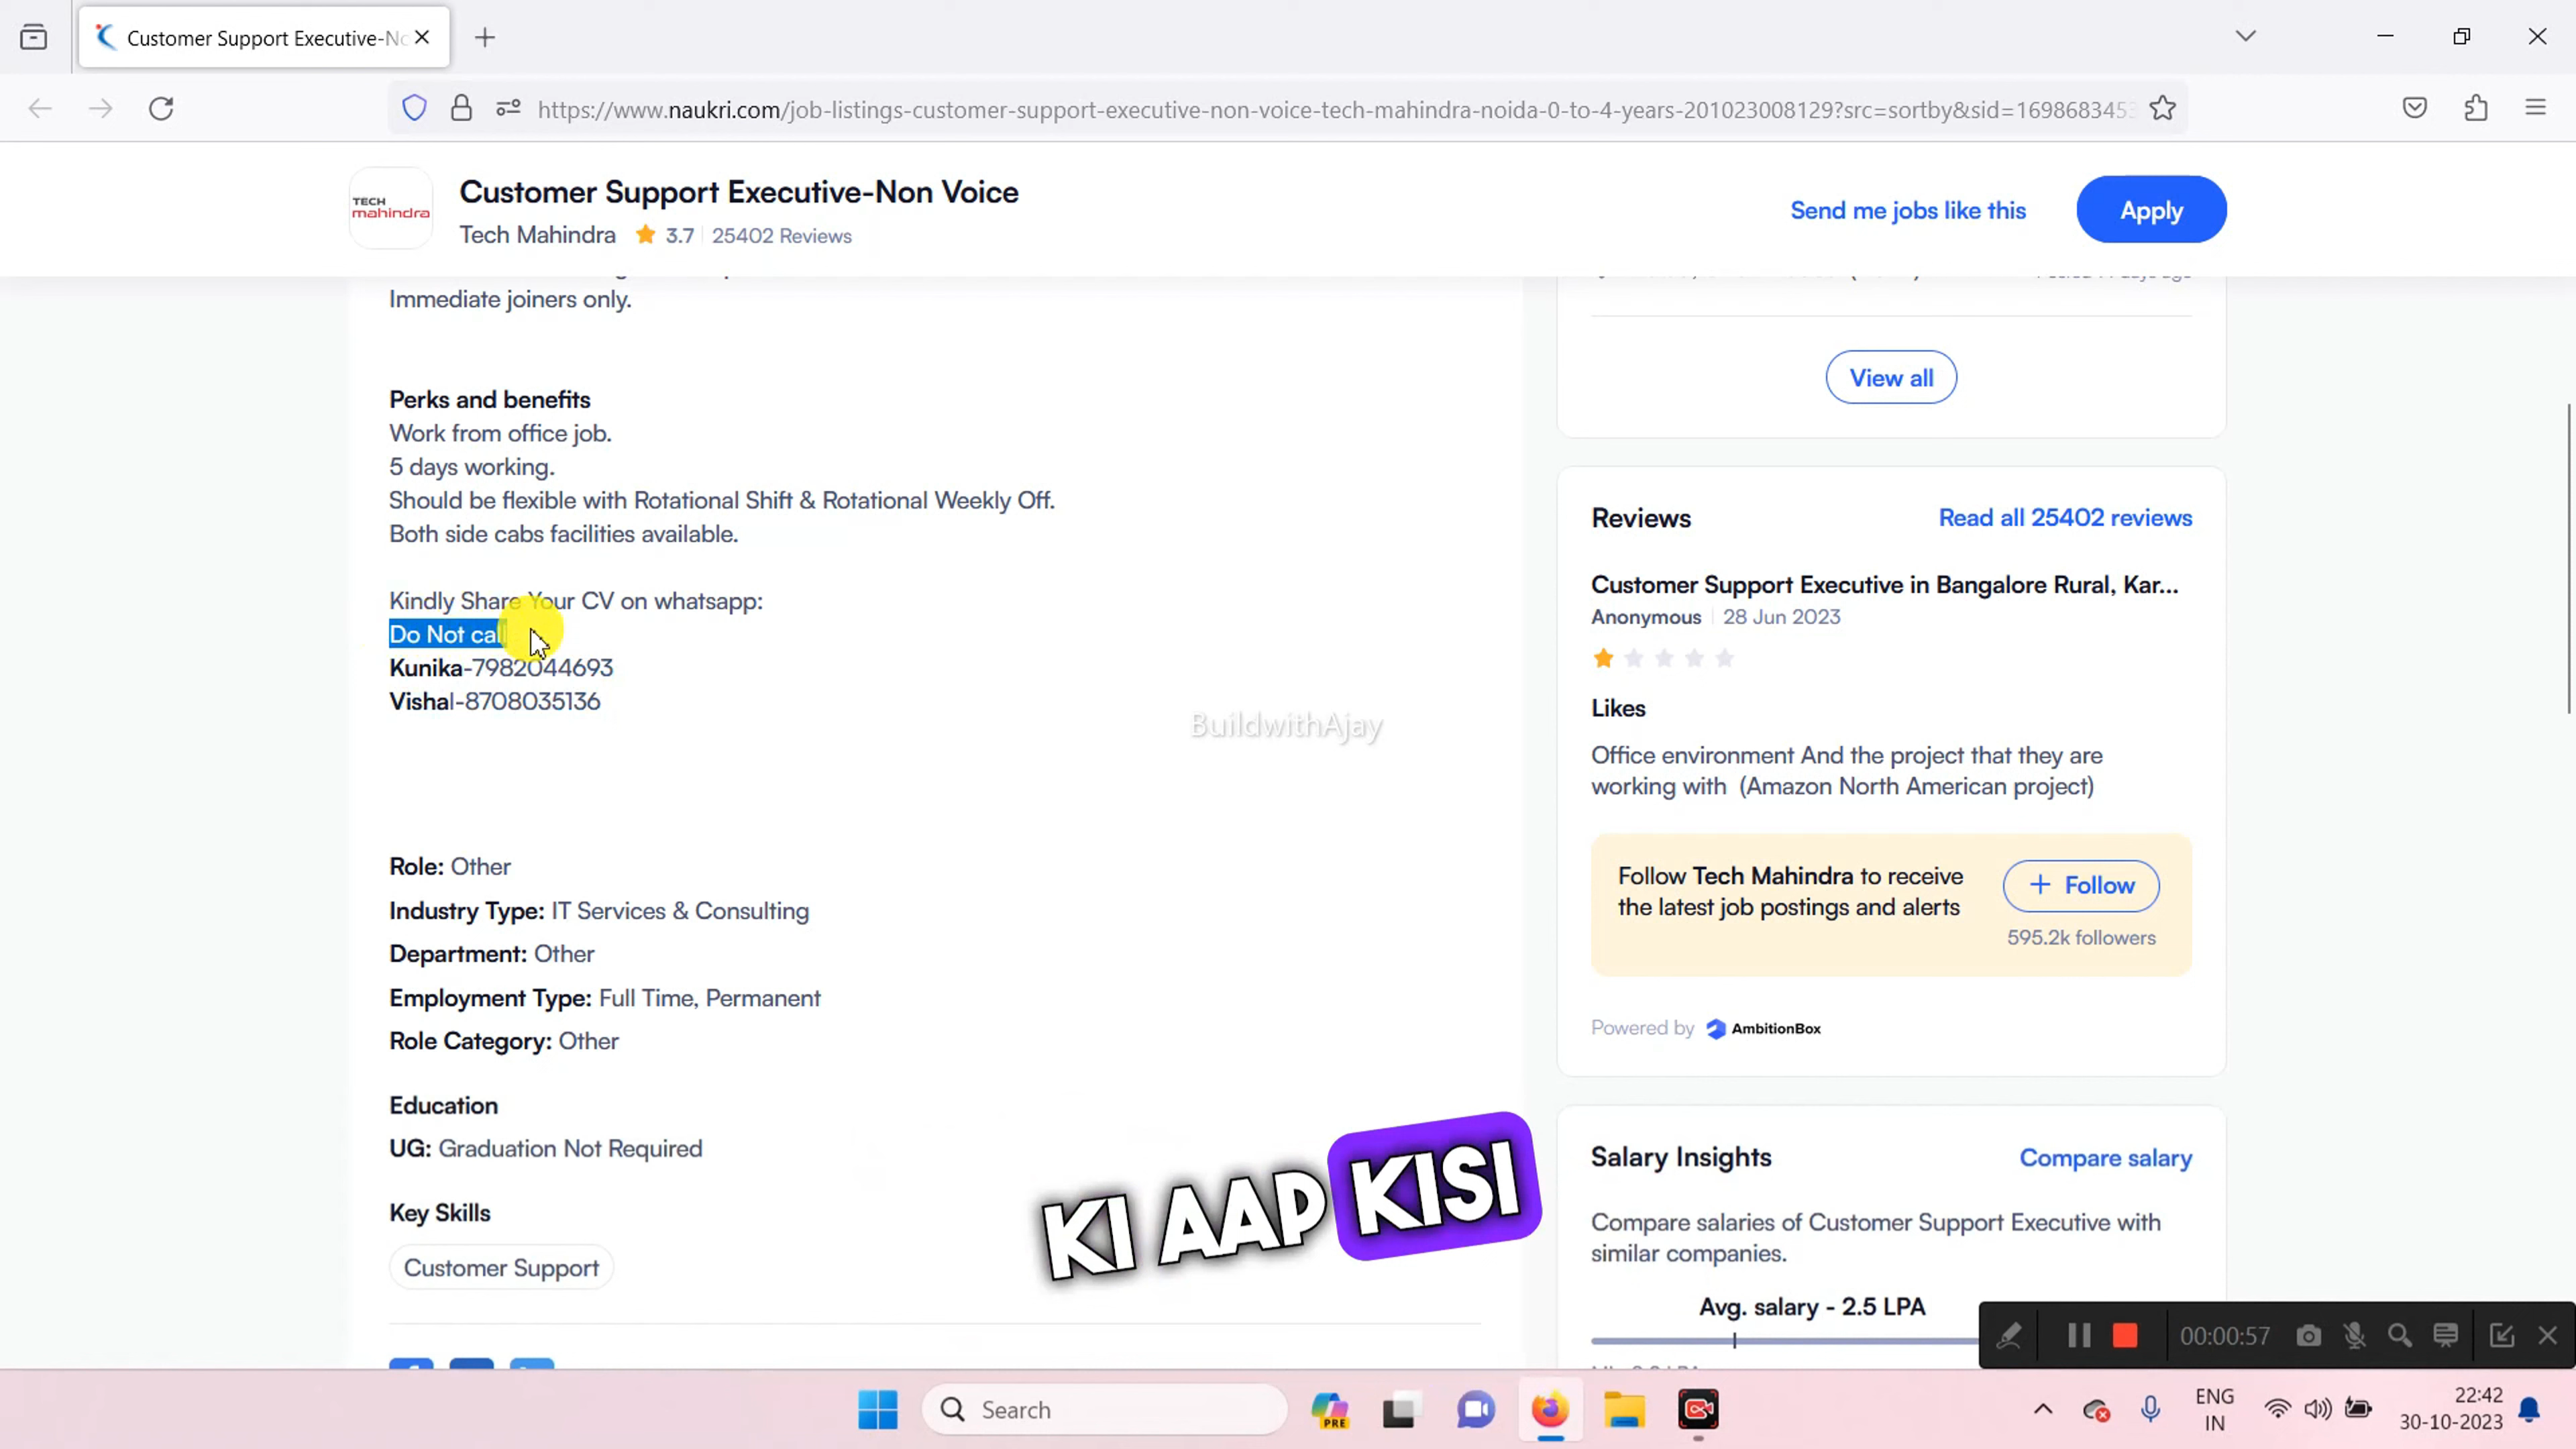 Customer Support Executive-No
https://www.naukri.com/job-listings-customer-support-executive-non-voice-tech-mahindra-noida-0-to-4-years-201023008129?src=sortby&sid=1698683453
TECH
mahindra
Customer Support Executive-Non Voice
Tech Mahindra 3.7 25402 Reviews
Send me jobs like this
Apply
Immediate joiners only.
Perks and benefits
Work from office job.
5 days working.
Should be flexible with Rotational Shift & Rotational Weekly Off.
Both side cabs facilities available.
Kindly Share Your CV on whatsapp:
Do Not call
Kunika-7982044693
Vishal-8708035136
BuildwithAjay
Role: Other
Industry Type: IT Services & Consulting
Department: Other
Employment Type: Full Time, Permanent
Role Category: Other
Education
UG: Graduation Not Required
Key Skills
Customer Support
KI AAP KISI
View all
Reviews
Read all 25402 reviews
Customer Support Executive in Bangalore Rural, Kar...
Anonymous 28 Jun 2023
Likes
Office environment And the project that they are
working with (Amazon North American project)
Follow Tech Mahindra to receive
the latest job postings and alerts
+ Follow
595.2k followers
Powered by AmbitionBox
Salary Insights
Compare salary
Compare salaries of Customer Support Executive with
similar companies.
Avg. salary - 2.5 LPA
00:00:57
Search
PRE
ENG
IN
22:42
30-10-2023